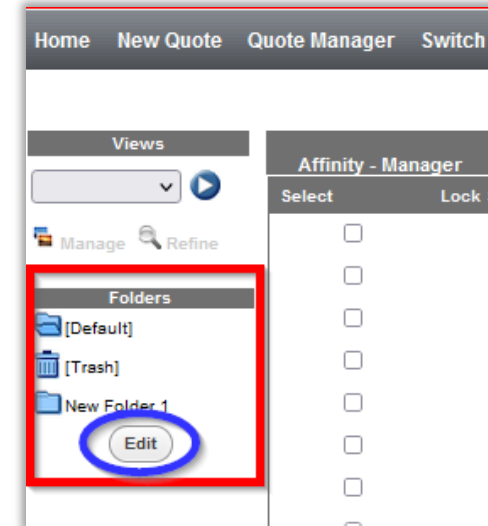 Home New Quote Quote Manager Switch
Views
Affinity - Manager
Select Lock
Manage Refine
Folders
[Default]
[Trash]
New Folder 1
Edit